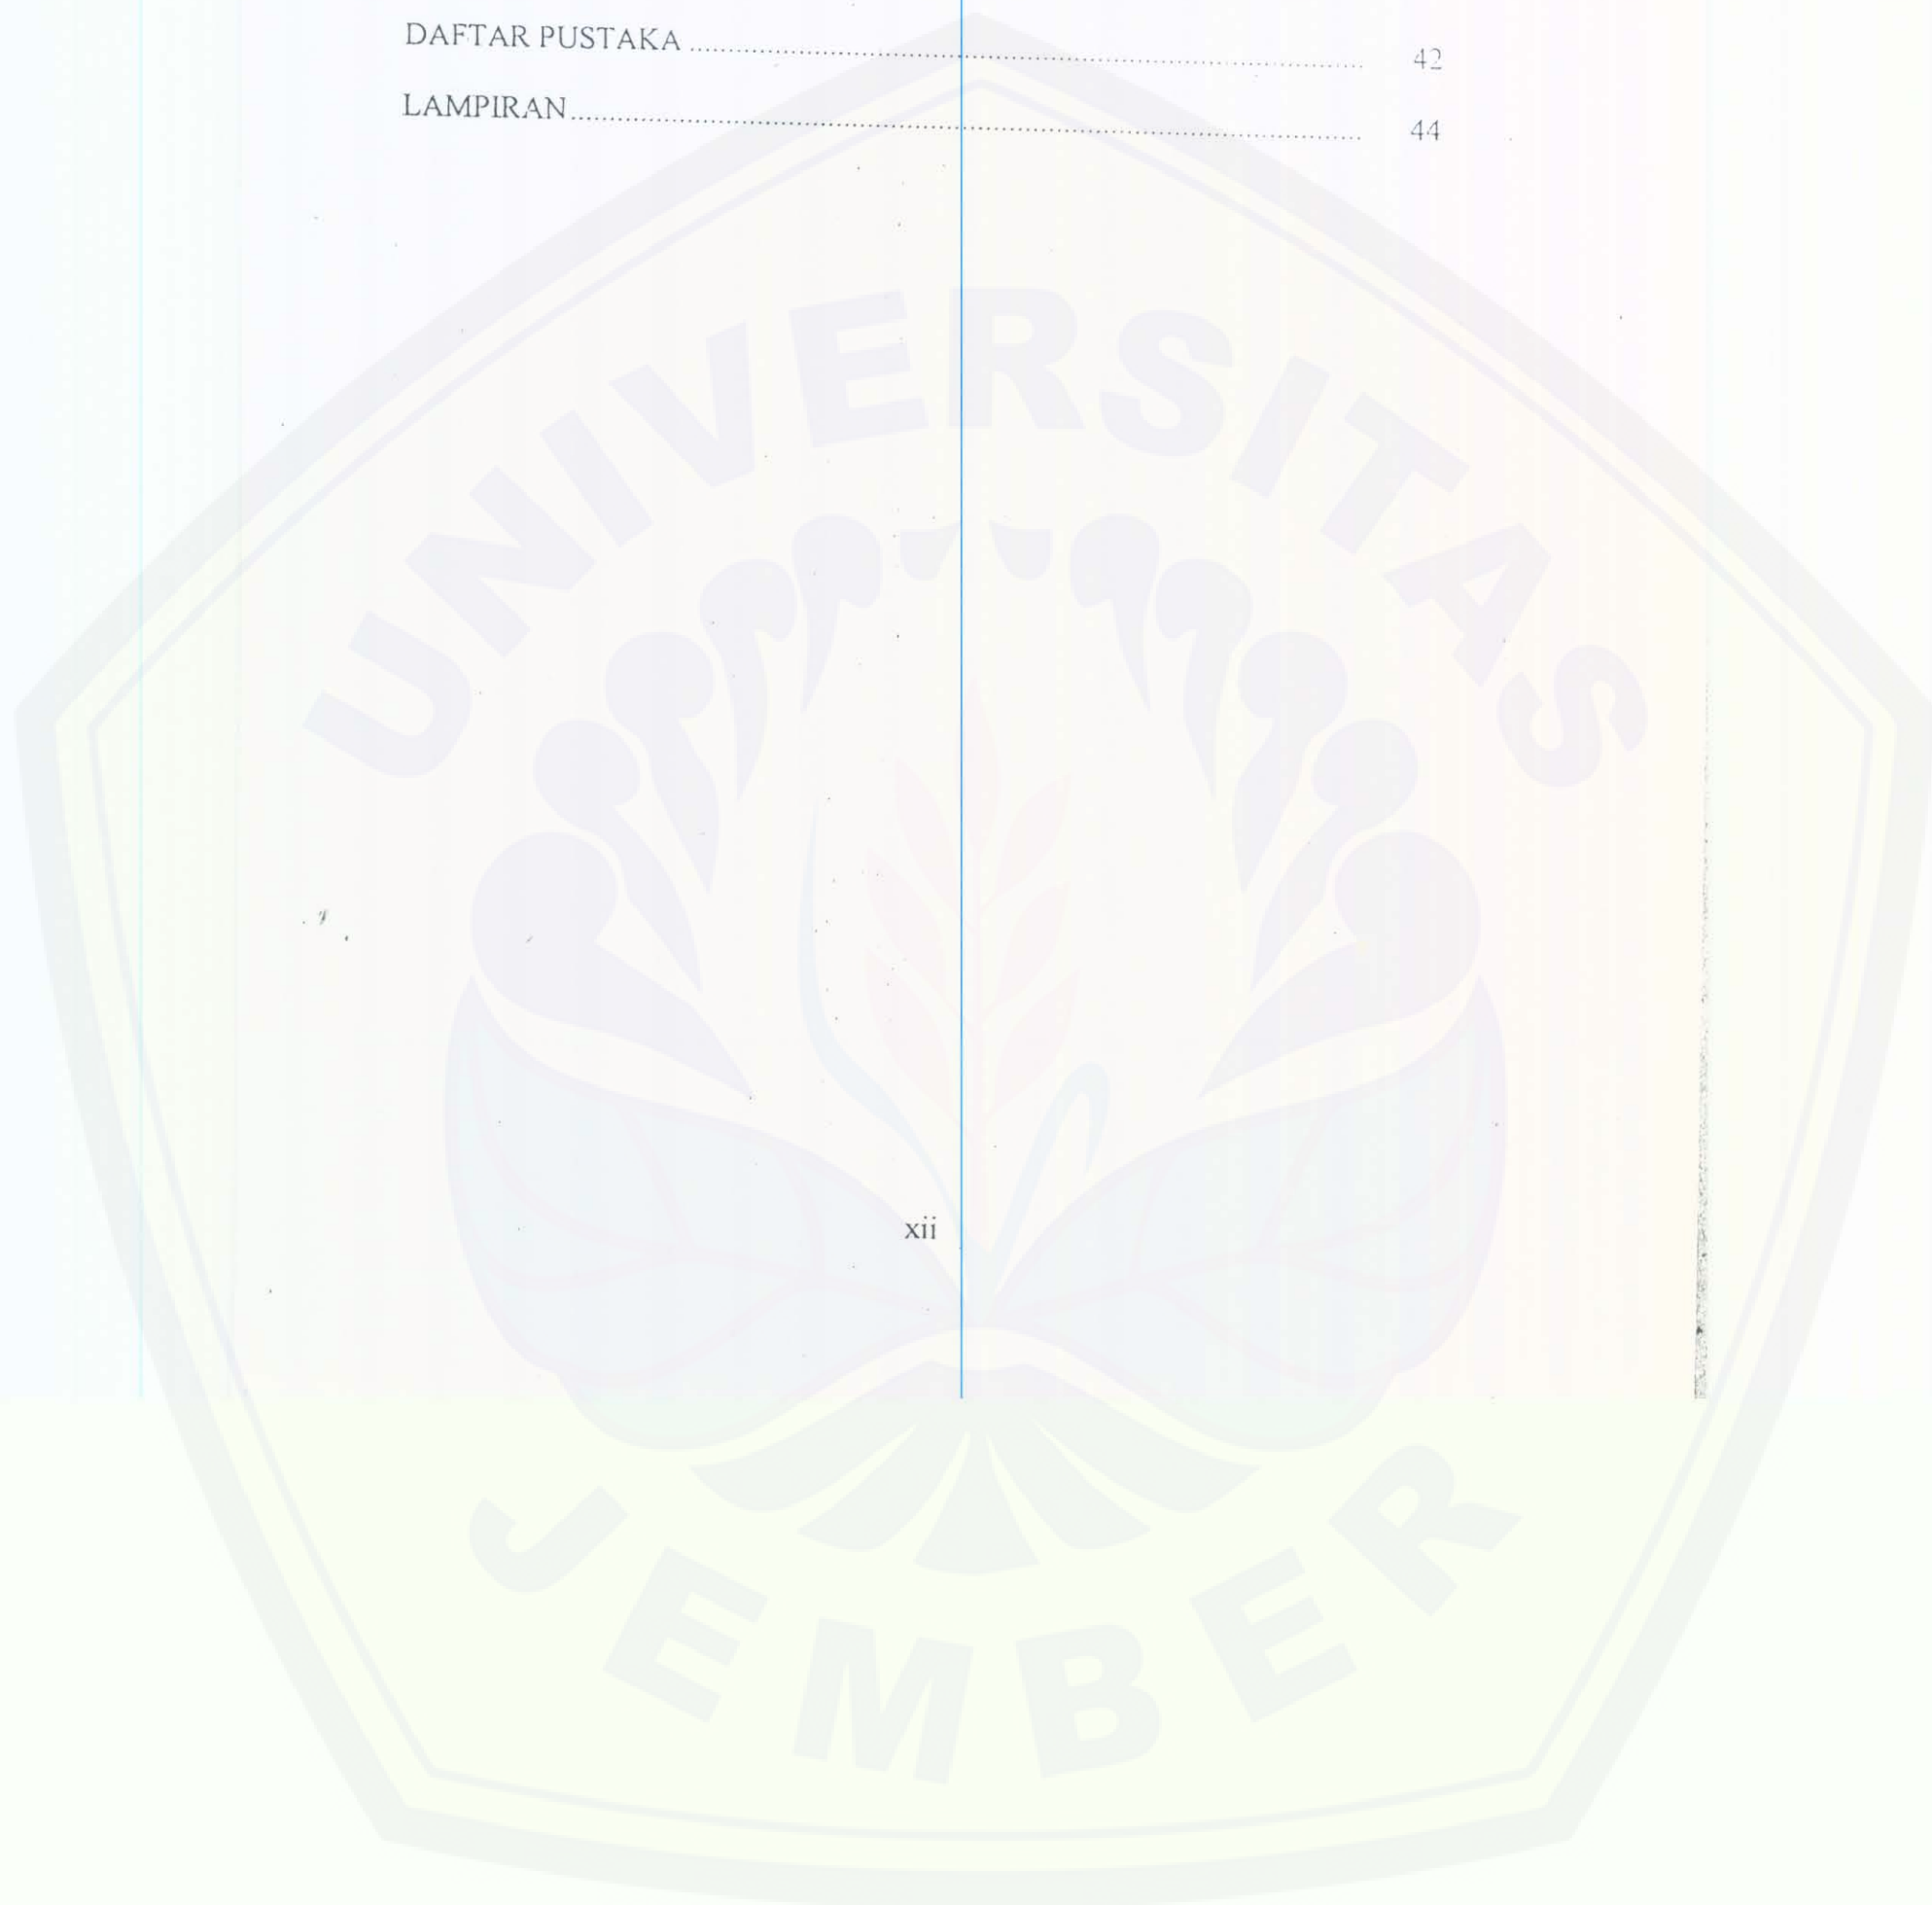 DAFTAR PUSTAKA ........................ 42
LAMPIRAN ........................ 44
UNIVERSITAS
xii
JEMBER